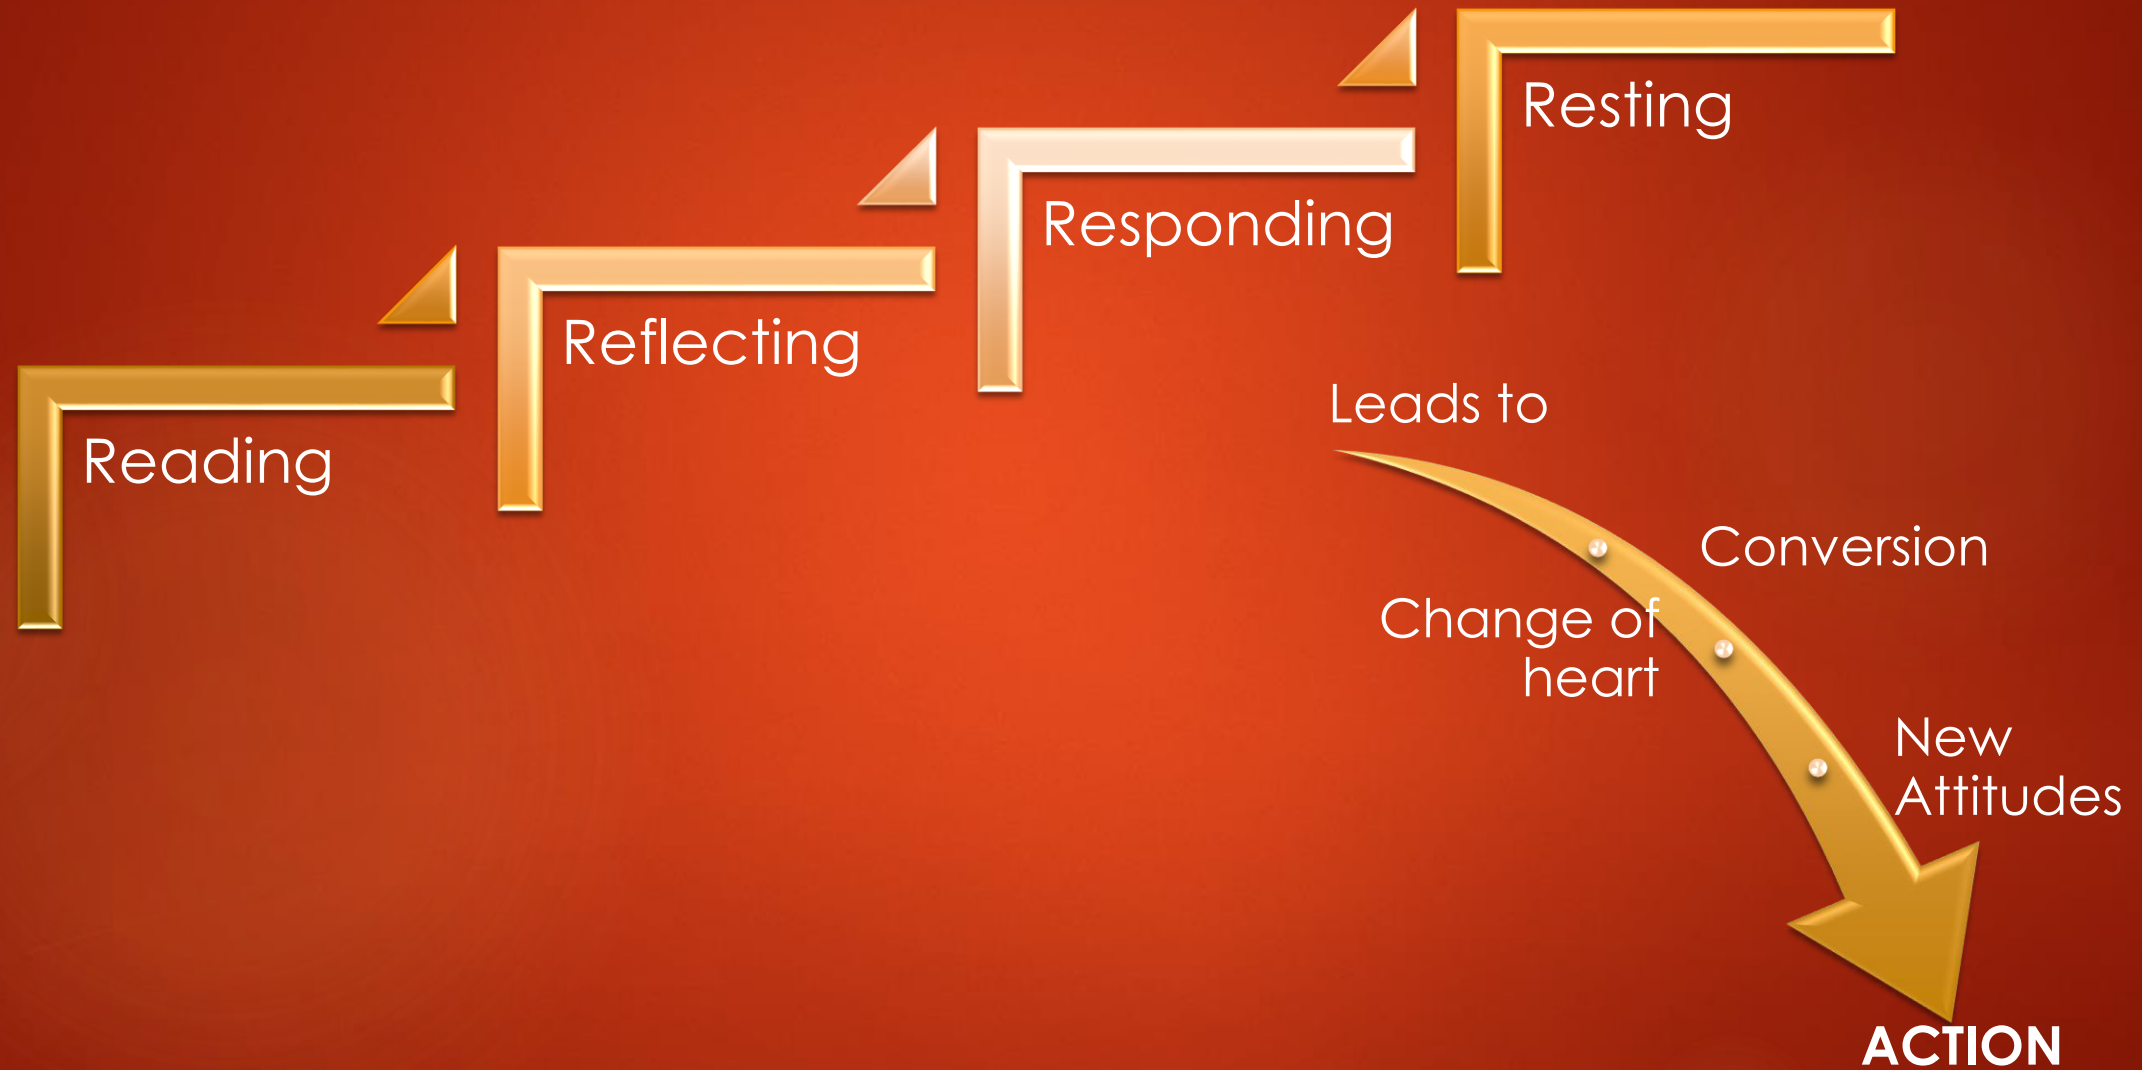 Reading
Reflecting
Responding
Resting
Leads to
Conversion
Change of
heart
New
Attitudes
ACTION